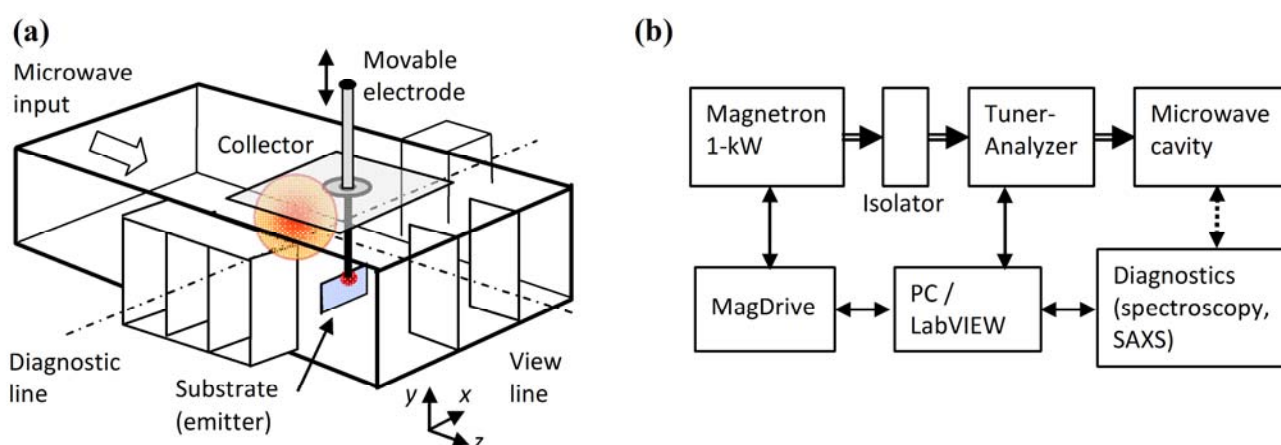 (a)
Microwave
input
Movable
electrode
Collector
Diagnostic
line
Substrate
(emitter)
View
line
y
x
z
(b)
Magnetron
1-kW
Isolator
Tuner-
Analyzer
Microwave
cavity
MagDrive
PC /
LabVIEW
Diagnostics
(spectroscopy,
SAXS)